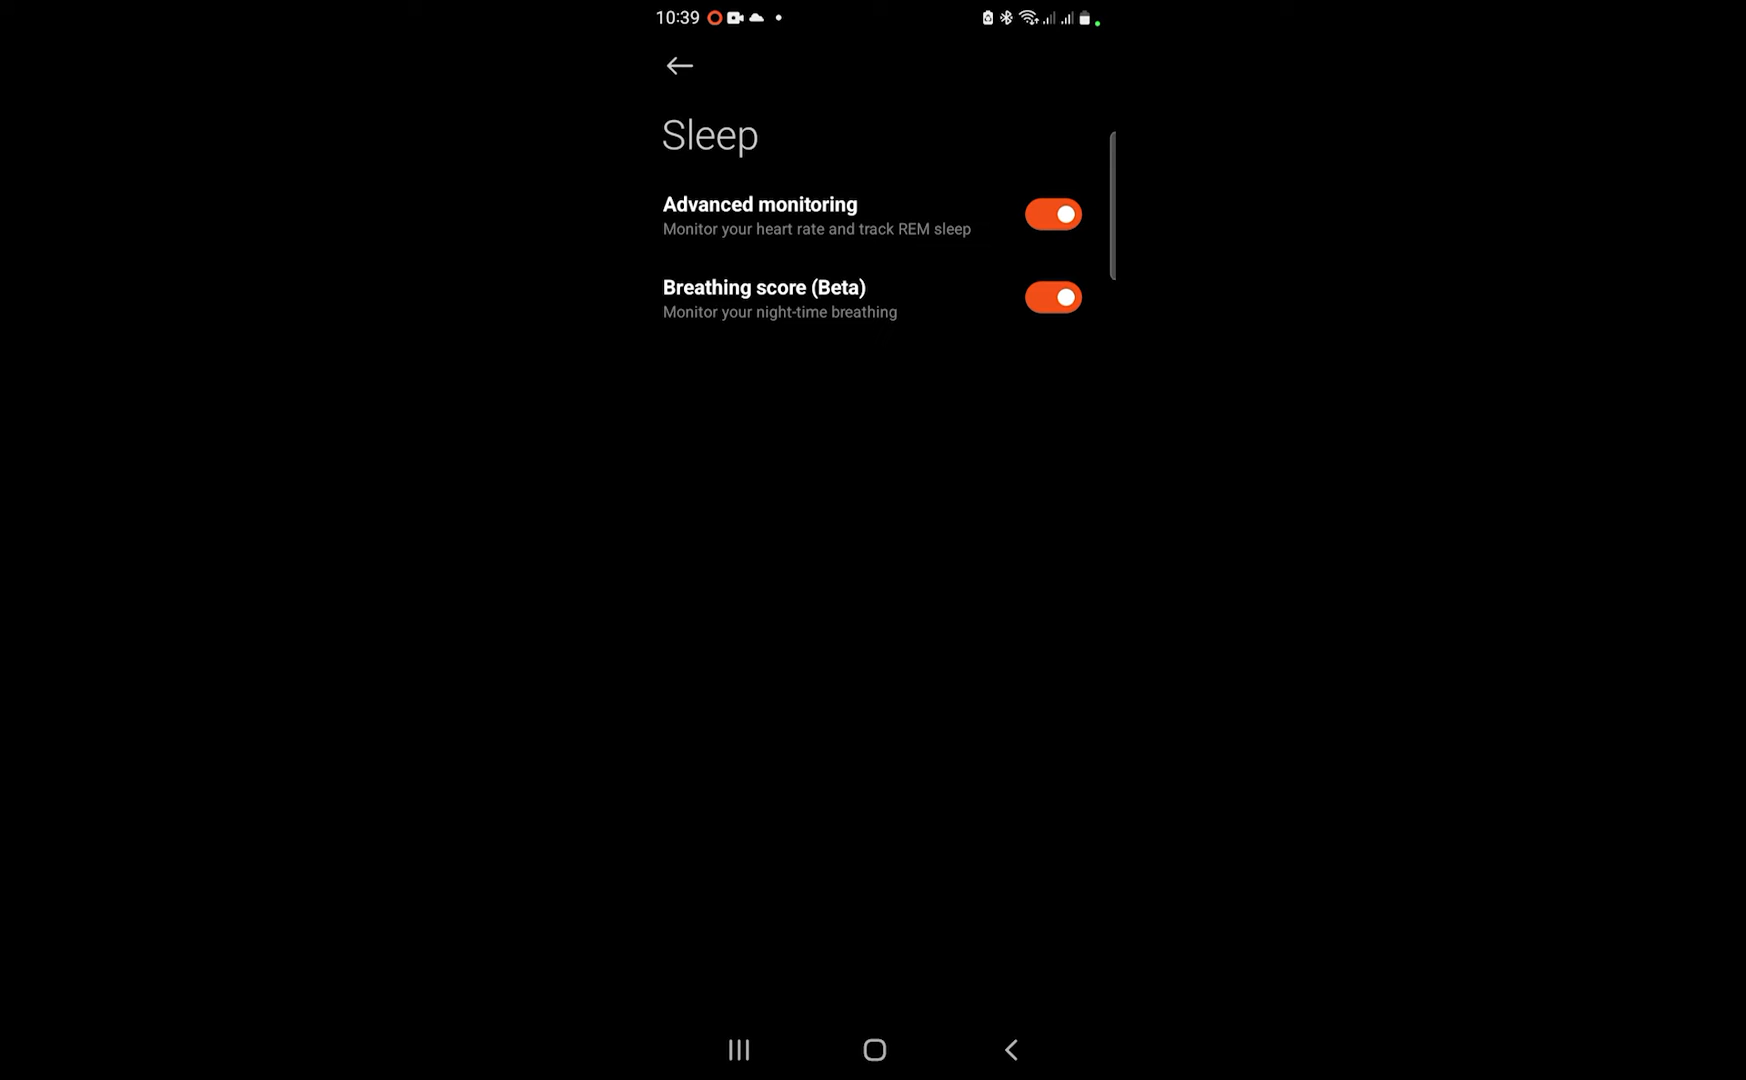 10:39
Sleep
Advanced monitoring
Monitor your heart rate and track REM sleep
Breathing score (Beta)
Monitor your night-time breathing